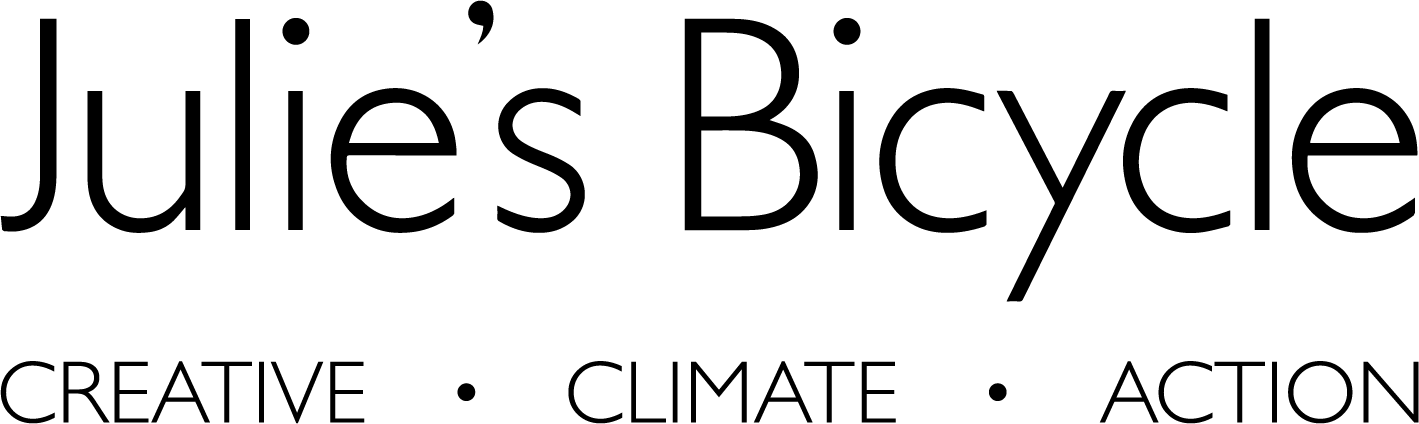 Julie’s Bicycle
CREATIVE • CLIMATE • ACTION